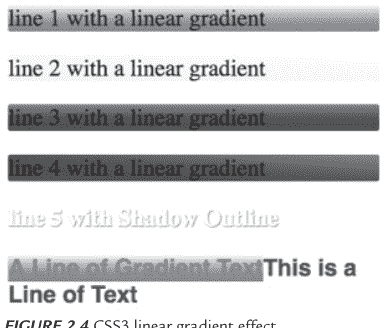 line 1 with a linear gradient
line 2 with a linear gradient
line 3 with a linear gradient
line 4 with a linear gradient
line 5 with Shadow Outline
A Line of Gradient TextThis is a
Line of Text
FIGURE 2.4 CSS3 linear gradient effect